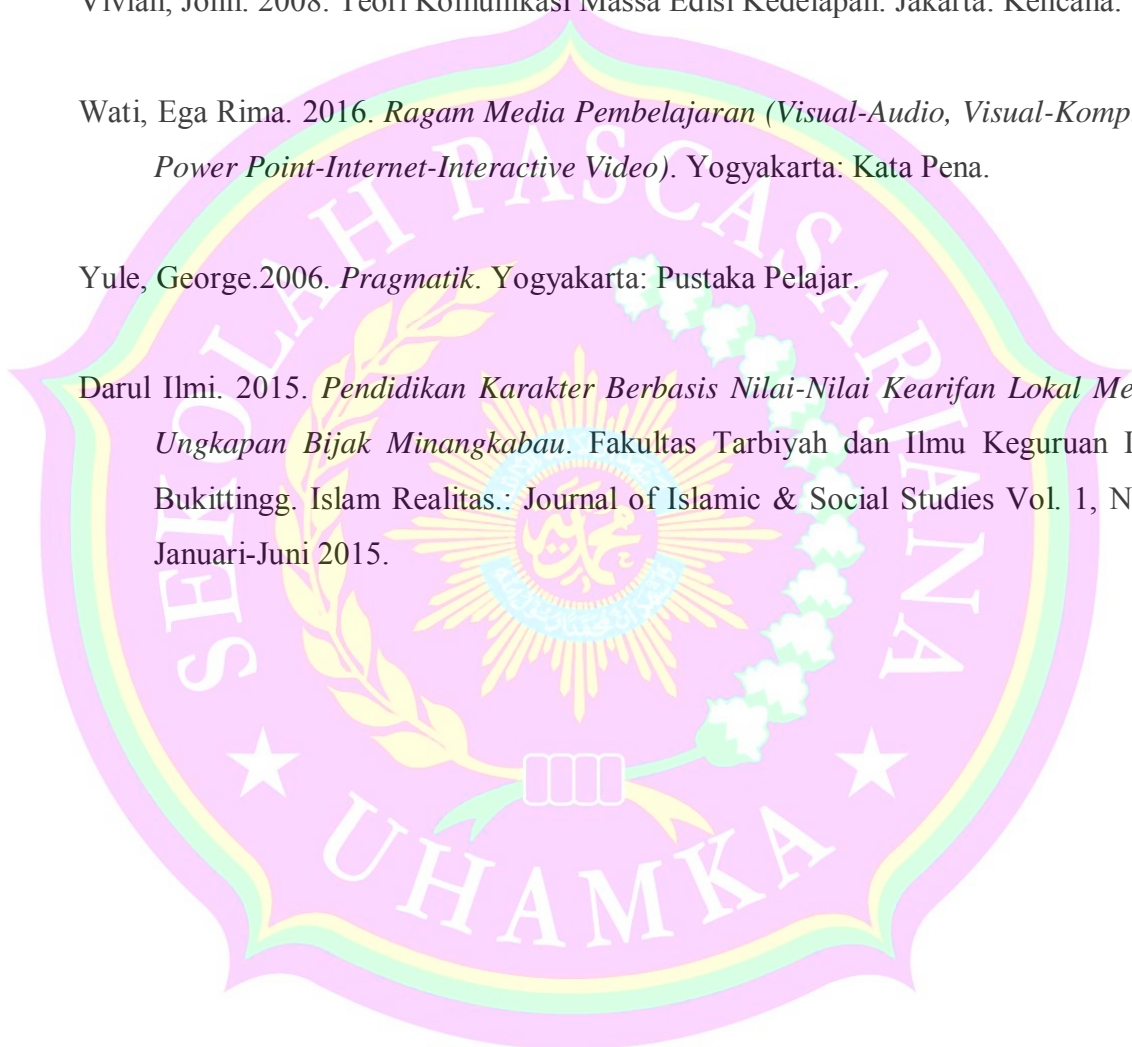 Vivian, John. 2008. Teori Komunikasi Massa Edisi Kedelapan. Jakarta: Kencana.
Wati, Ega Rima. 2016. Ragam Media Pembelajaran (Visual-Audio, Visual-Komp
Power Point-Internet-Interactive Video). Yogyakarta: Kata Pena.
Yule, George.2006. Pragmatik. Yogyakarta: Pustaka Pelajar.
Darul Ilmi. 2015. Pendidikan Karakter Berbasis Nilai-Nilai Kearifan Lokal Me
Ungkapan Bijak Minangkabau. Fakultas Tarbiyah dan Ilmu Keguruan I
Bukittingg. Islam Realitas.: Journal of Islamic & Social Studies Vol. 1, N
Januari-Juni 2015.
SEKOLAH PASCASARJANA
محمدية
UHAMKA